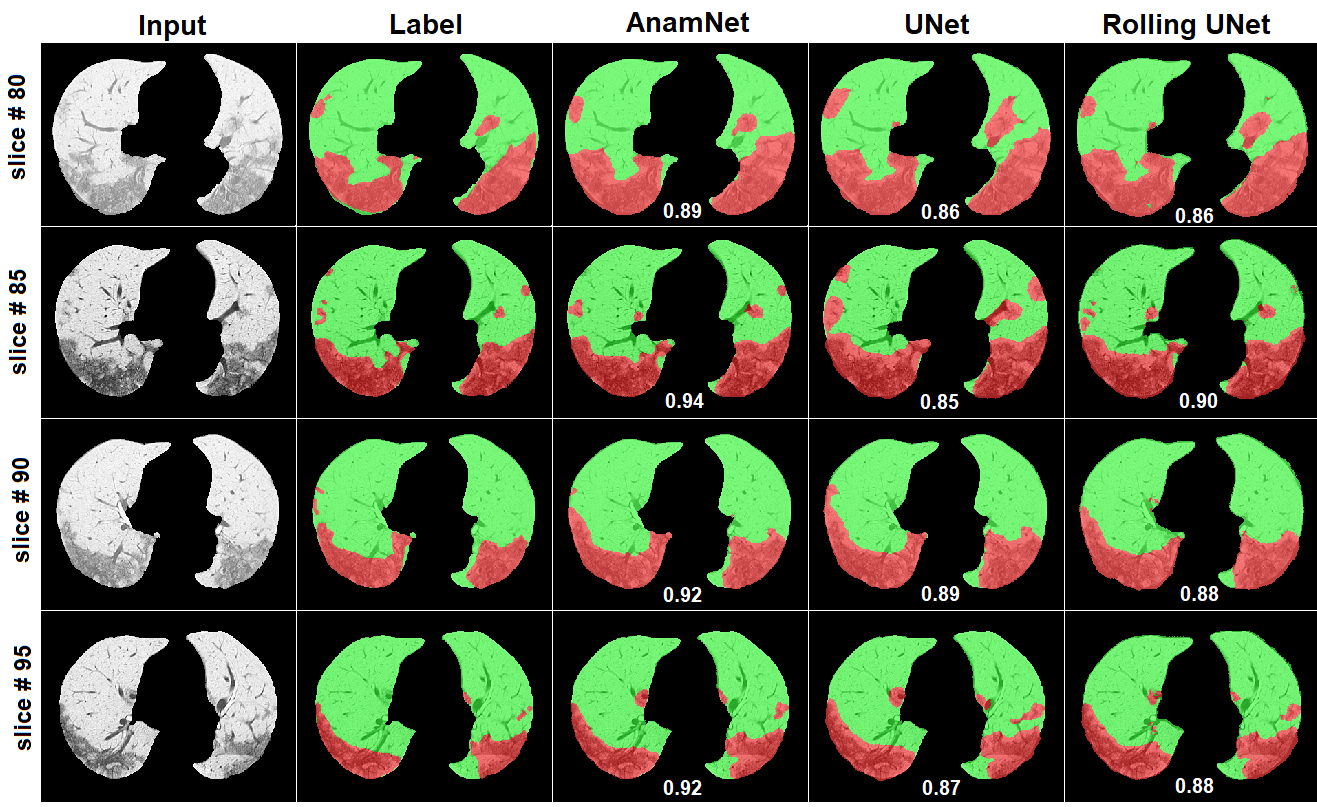 Input Label AnamNet UNet Rolling UNet
slice # 80
0.89 0.86 0.86
slice # 85
0.94 0.85 0.90
slice # 90
0.92 0.89 0.88
slice # 95
0.92 0.87 0.88